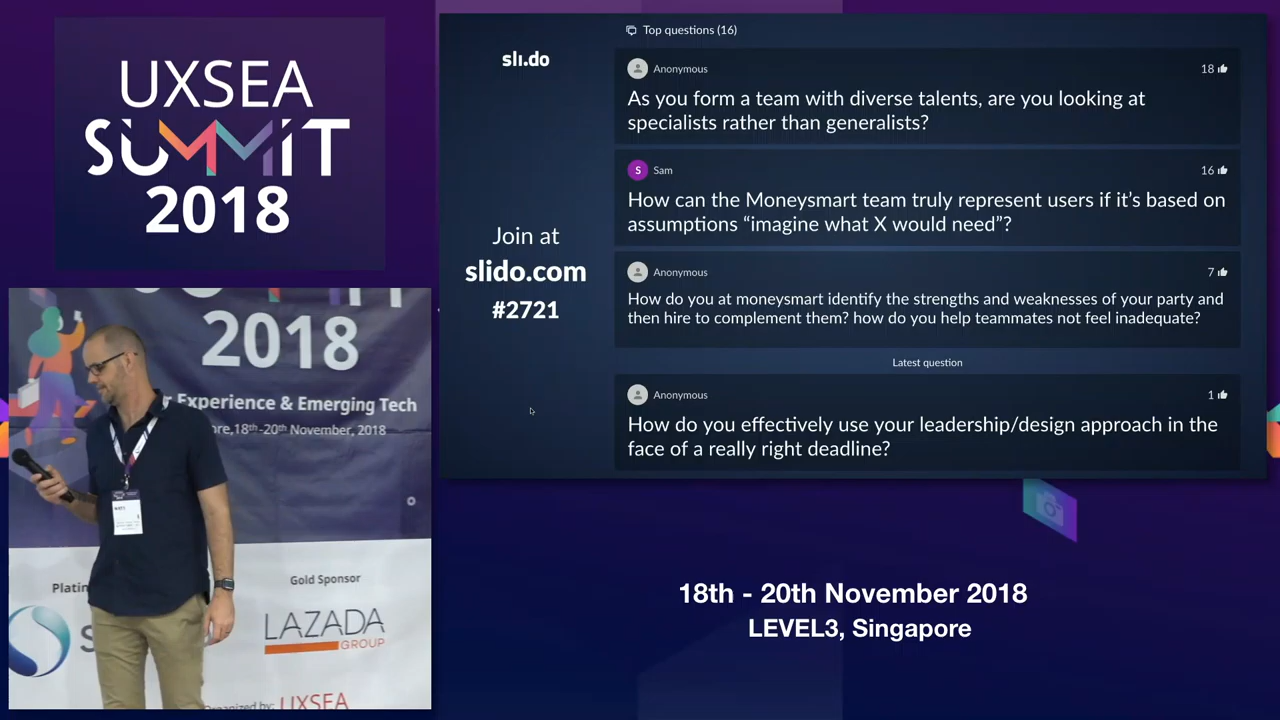 UXSEA
SUMMIT
2018
sli.do
Join at
slido.com
#2721
Top questions (16)
Anonymous
18
As you form a team with diverse talents, are you looking at
specialists rather than generalists?
S
Sam
16
How can the Moneysmart team truly represent users if it's based on
assumptions “imagine what X would need”?
Anonymous
7
How do you at moneysmart identify the strengths and weaknesses of your party and
then hire to complement them? how do you help teammates not feel inadequate?
Latest question
Anonymous
1
How do you effectively use your leadership/design approach in the
face of a really right deadline?
2018
r Experience & Emerging Tech
ore,18th-20th November, 2018
Platin
S
Gold Sponsor
LAZADA
GROUP
UXSEA
18th - 20th November 2018
LEVEL3, Singapore